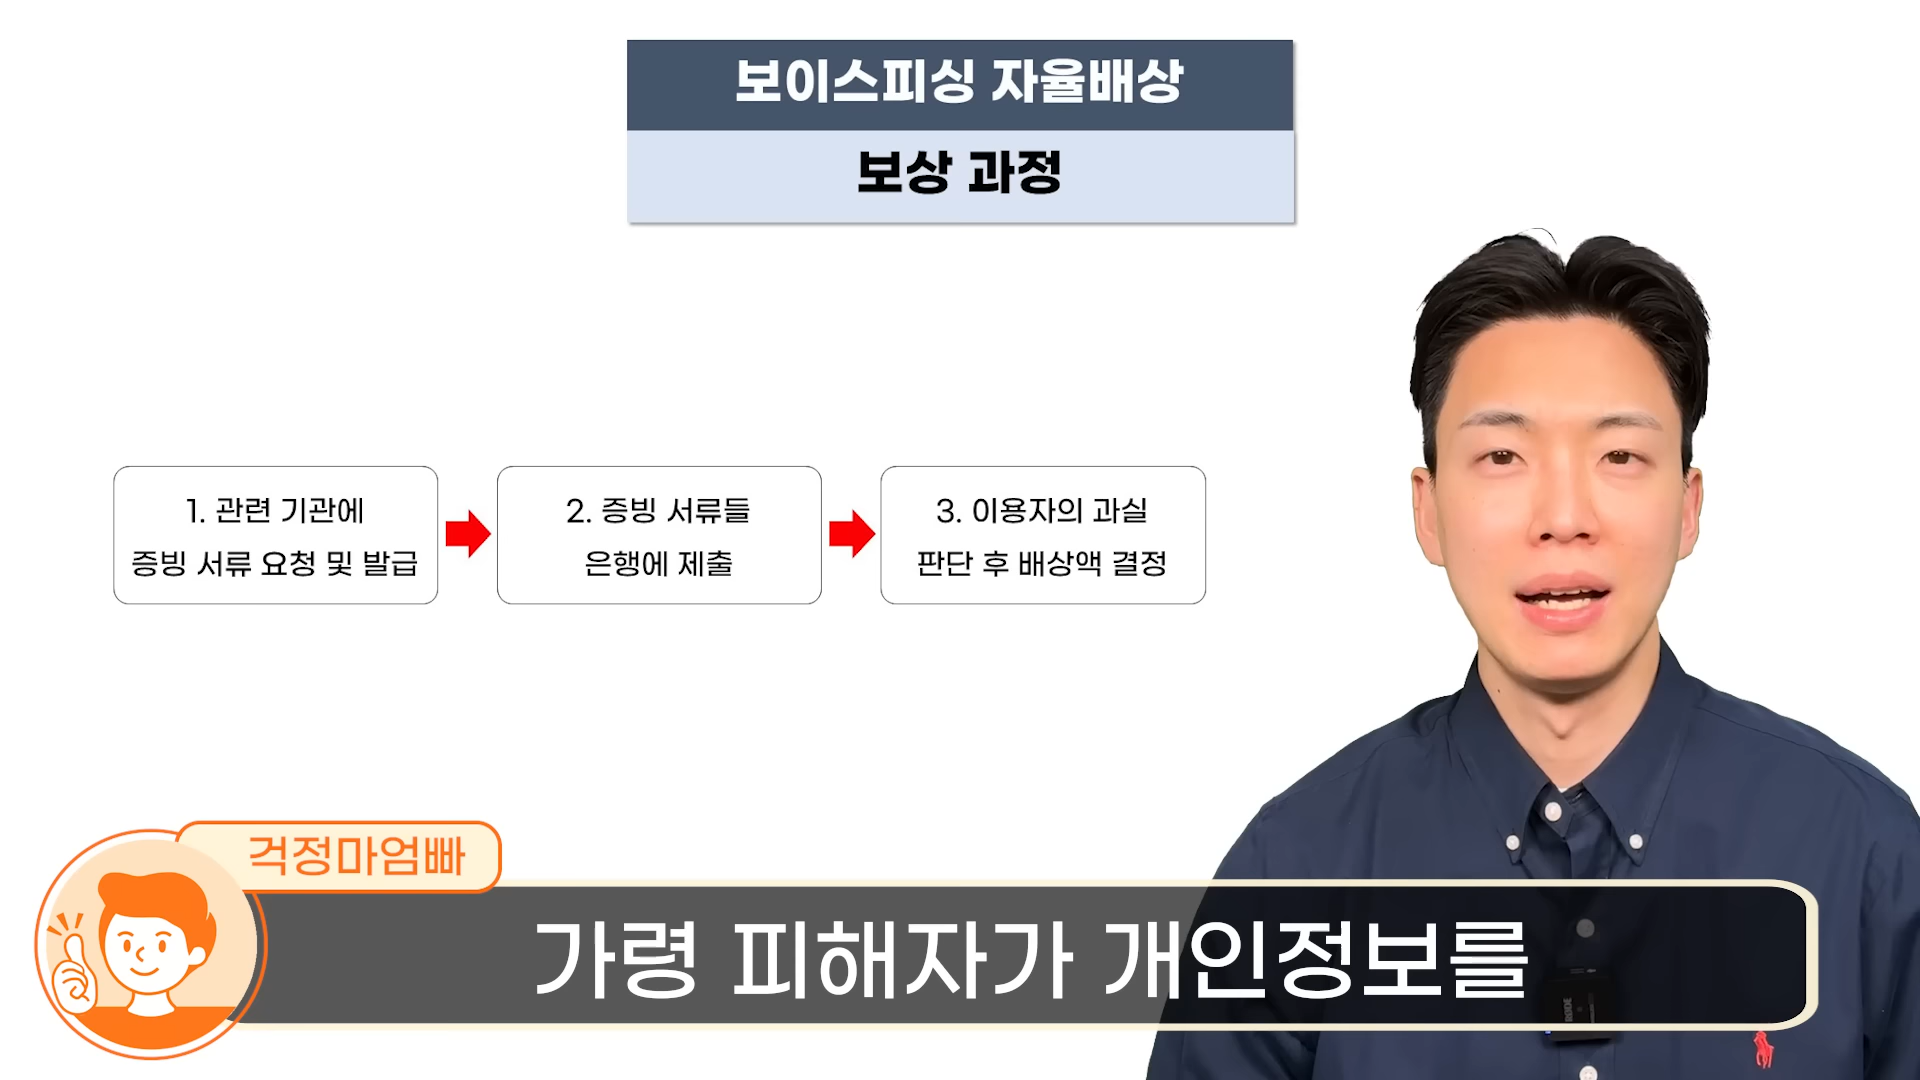 보이스피싱 자율배상
보상 과정
1. 관련 기관에
증빙 서류 요청 및 발급
2. 증빙 서류들
은행에 제출
3. 이용자의 과실
판단 후 배상액 결정
걱정마엄빠
가령 피해자가 개인정보를
RODE